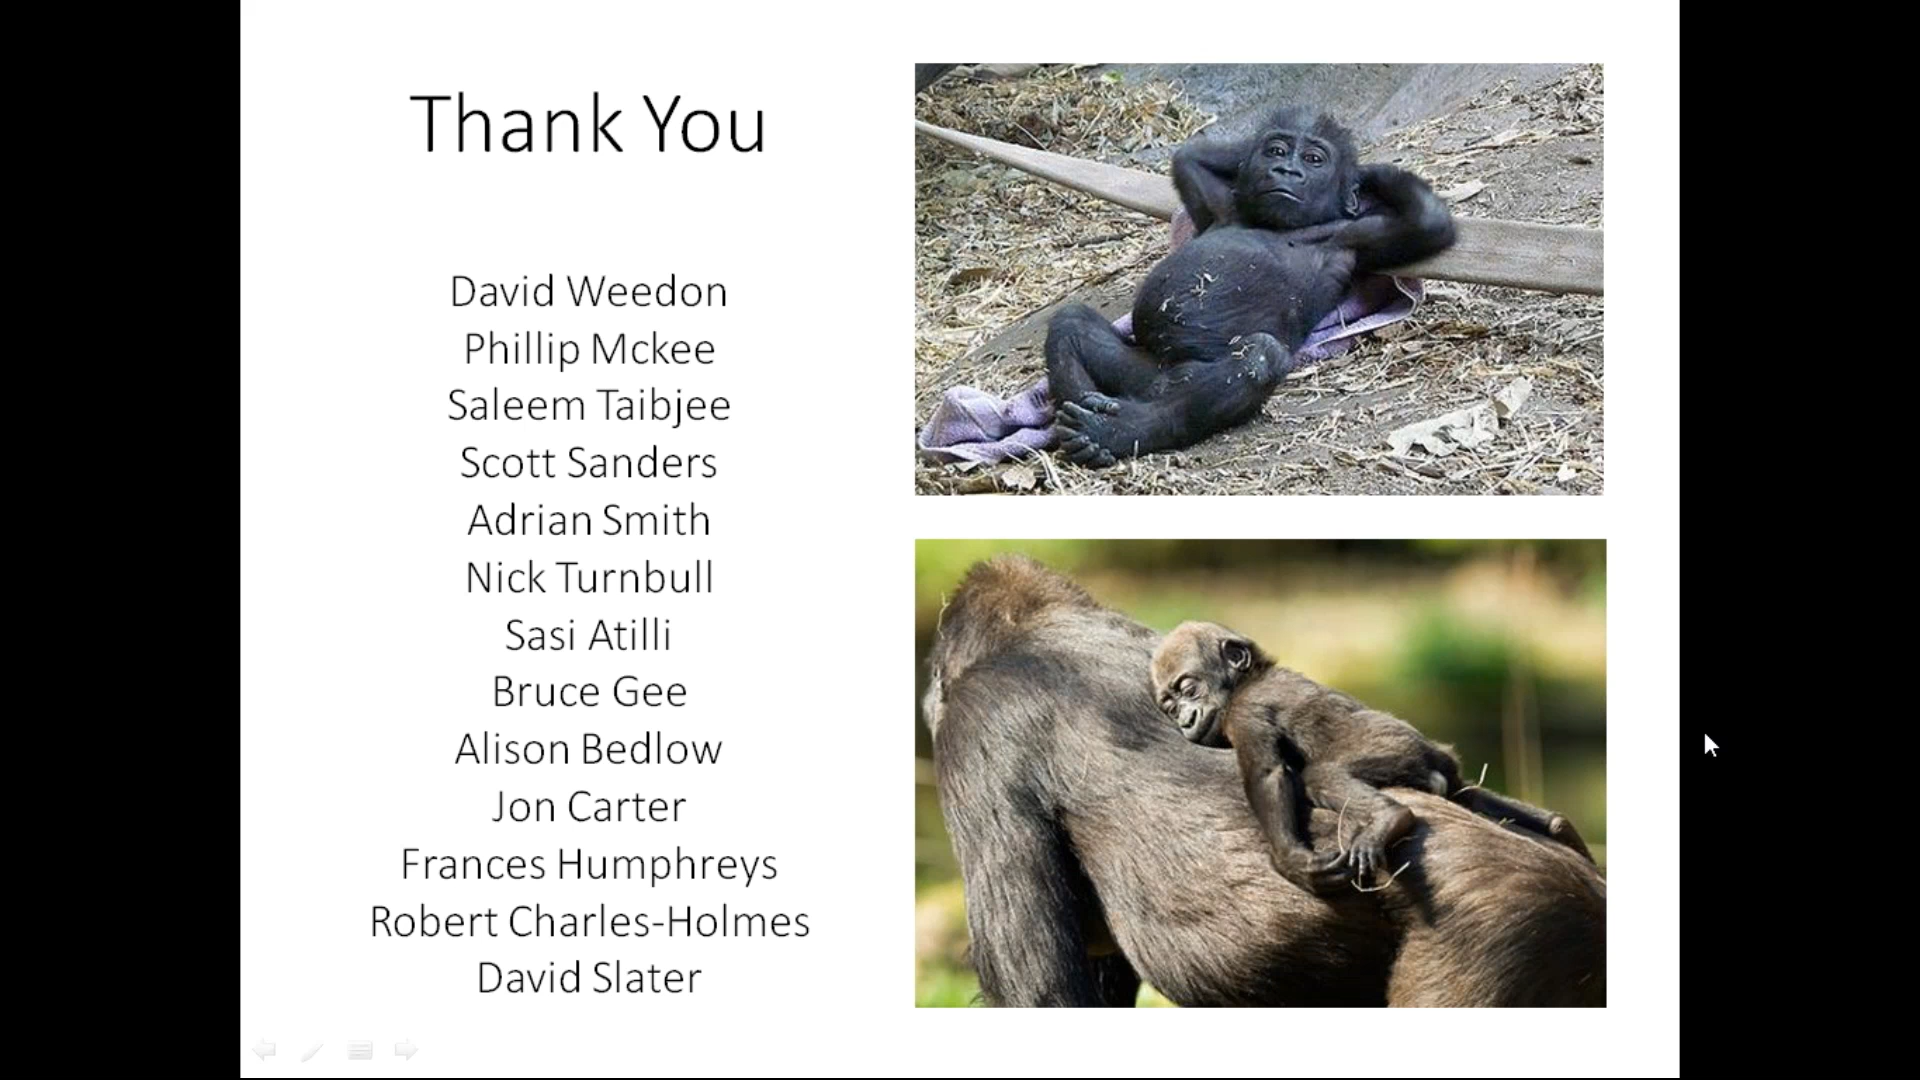 Thank You
David Weedon
Phillip Mckee
Saleem Taibjee
Scott Sanders
Adrian Smith
Nick Turnbull
Sasi Atilli
Bruce Gee
Alison Bedlow
Jon Carter
Frances Humphreys
Robert Charles-Holmes
David Slater